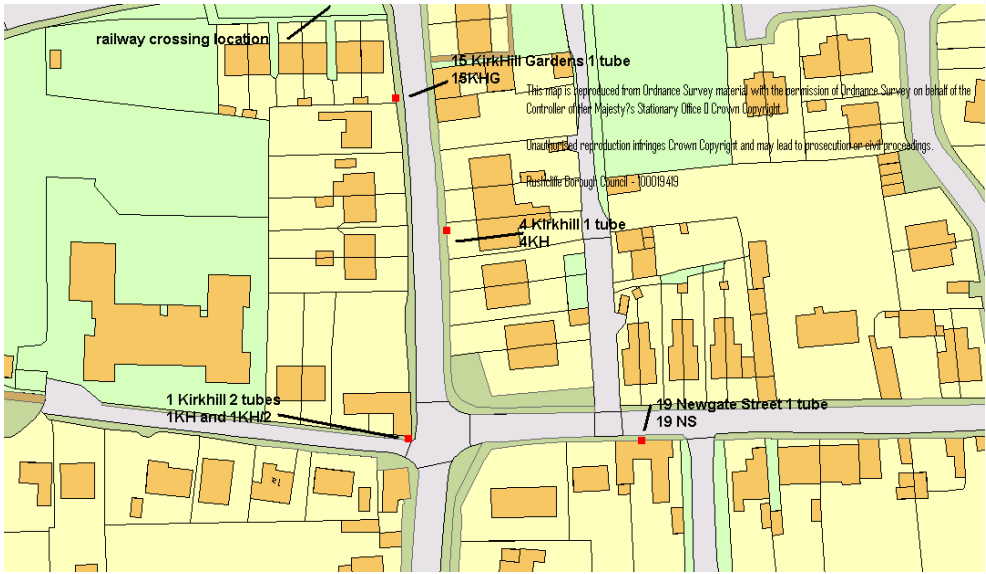 railway crossing location
15 KirkHill Gardens 1 tube
15KHG
This map is reproduced from Ordnance Survey material with the permission of Ordnance Survey on behalf of the
Controller of Her Majesty?s Stationary Office Crown Copyright.
Unauthorised reproduction infringes Crown Copyright and may lead to prosecution or civil proceedings.
Rushcliffe Borough Council - 100019419
4 Kirkhill 1 tube
4KH
1 Kirkhill 2 tubes
1KH and 1KH/2
19 Newgate Street 1 tube
19 NS
1a